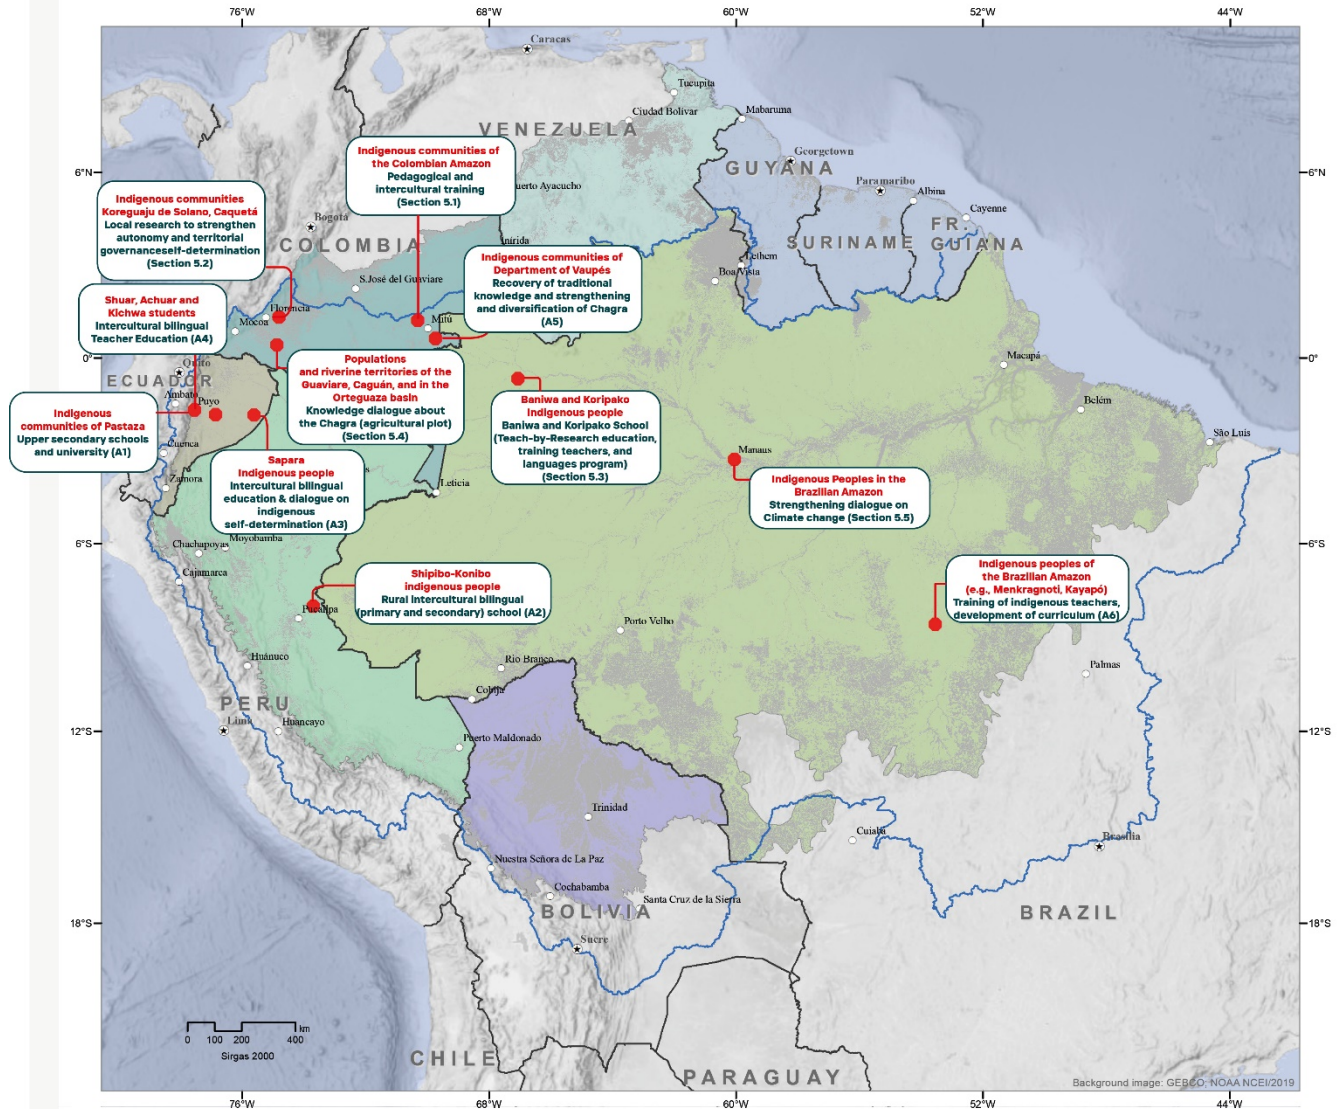 76°W
68°W
60°W
52°W
44°W
Caracas
Tucupita
Ciudad Bolívar
Mabaruma
VENEZUELA
Georgetown
GUYANA
6°N
6°N
Indigenous communities of
the Colombian Amazon
Pedagogical and
intercultural training
(Section 5.1)
uerto Ayacucho
Paramaribo
Albina
Cayenne
FR.
GUIANA
SURINAME
Indigenous communities
Koreguaju de Solano, Caquetá
Local research to strengthen
autonomy and territorial
governanceself-determination
(Section 5.2)
Bogotá
COLOMBIA
Inírida
Lethem
Boa Vista
S.José del Guaviare
Indigenous communities of
Department of Vaupés
Recovery of traditional
knowledge and strengthening
and diversification of Chagra
(A5)
Shuar, Achuar and
Kichwa students
Intercultural bilingual
Teacher Education (A4)
Florencia
Mocoa
Mitú
Macapá
0°
0°
Quito
ECUADOR
Ambato
Puyo
Populations
and riverine territories of the
Guaviare, Caguán, and in the
Orteguaza basin
Knowledge dialogue about
the Chagra (agricultural plot)
(Section 5.4)
Baniwa and Koripako
Indigenous people
Baniwa and Koripako School
(Teach-by-Research education,
training teachers, and
languages program)
(Section 5.3)
Belém
São Luís
Indigenous
communities of Pastaza
Upper secondary schools
and university (A1)
Cuenca
Zamora
Sapara
Indigenous people
Intercultural bilingual
education & dialogue on
indigenous
self-determination (A3)
s
Leticia
Manaus
Indigenous Peoples in the
Brazilian Amazon
Strengthening dialogue on
Climate change (Section 5.5)
6°S
6°S
Chachapoyas
Moyobamba
Cajamarca
Shipibo-Konibo
indigenous people
Rural intercultural bilingual
(primary and secondary) school (A2)
Indigenous peoples of
the Brazilian Amazon
(e.g., Menkragnoti, Kayapó)
Training of indigenous teachers,
development of curriculum (A6)
Pucallpa
Porto Velho
Huánuco
Rio Branco
Cobija
Palmas
PERU
Lima
Huancayo
12°S
12°S
Puerto Maldonado
Trinidad
Cuiabá
Brasília
Nuestra Señora de La Paz
Cochabamba
Santa Cruz de la Sierra
BOLIVIA
BRAZIL
18°S
18°S
Sucre
km
0 100 200 400
Sirgas 2000
CHILE
PARAGUAY
Background image: GEBCO, NOAA NCEI/2019
76°W
68°W
60°W
52°W
44°W